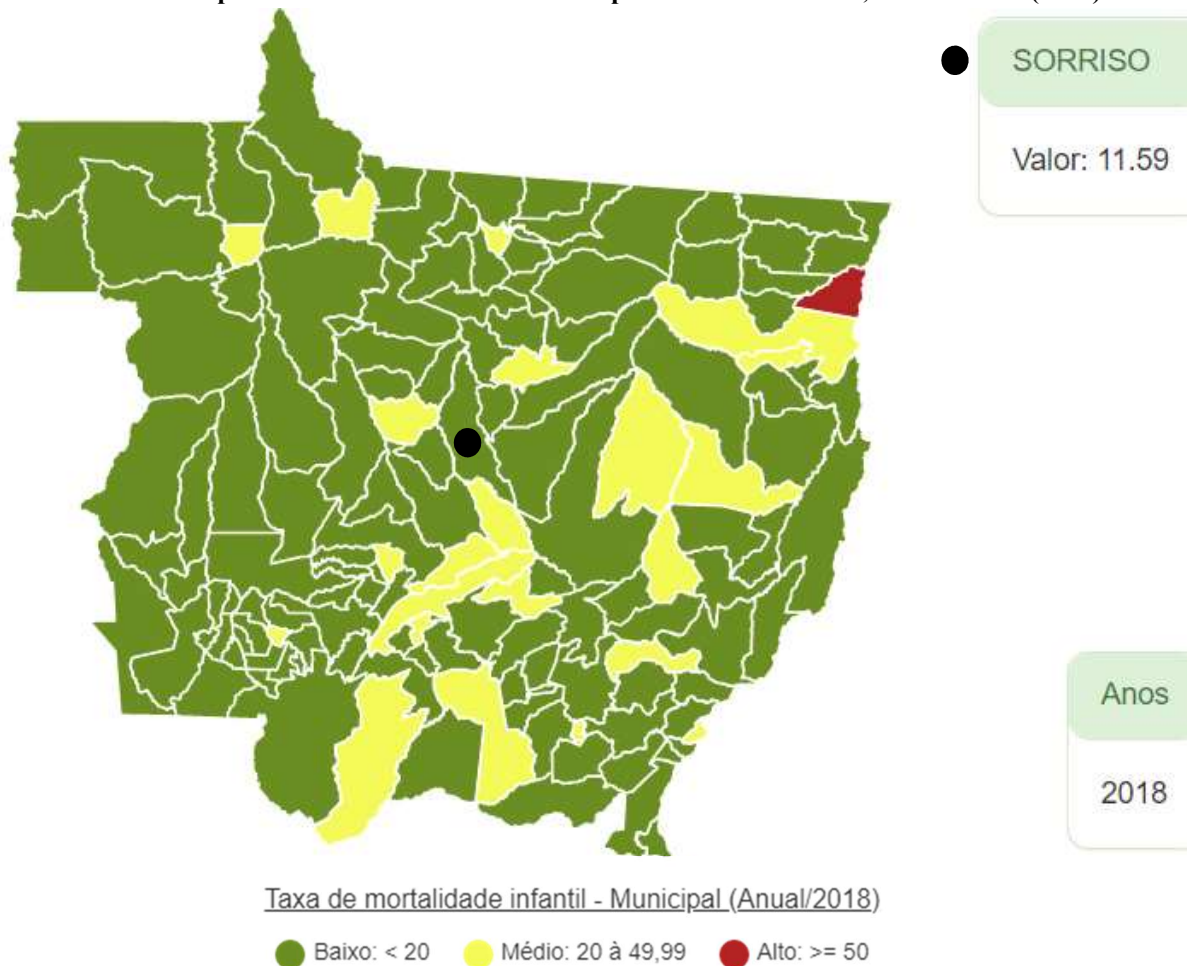 SORRISO
Valor: 11.59
Anos
2018
Taxa de mortalidade infantil - Municipal (Anual/2018)
Baixo: < 20 Médio: 20 à 49,99 Alto: >= 50